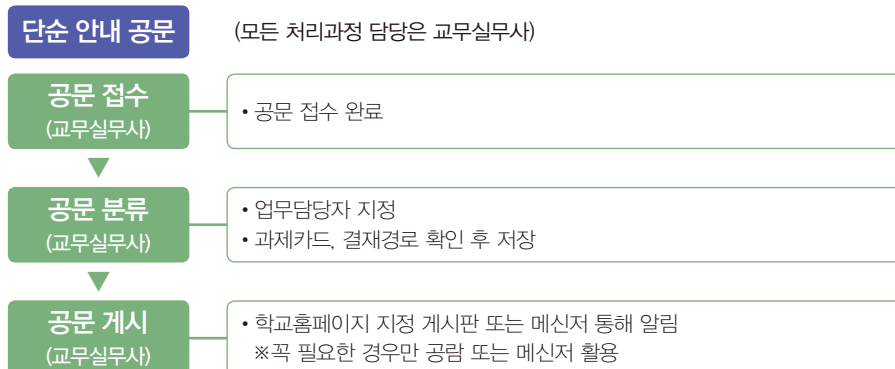 단순 안내 공문 (모든 처리과정 담당은 교무실무사)
공문 접수
(교무실무사)
• 공문 접수 완료
공문 분류
(교무실무사)
• 업무담당자 지정
• 과제카드, 결재경로 확인 후 저장
공문 게시
(교무실무사)
• 학교홈페이지 지정 게시판 또는 메신저 통해 알림
※꼭 필요한 경우만 공람 또는 메신저 활용